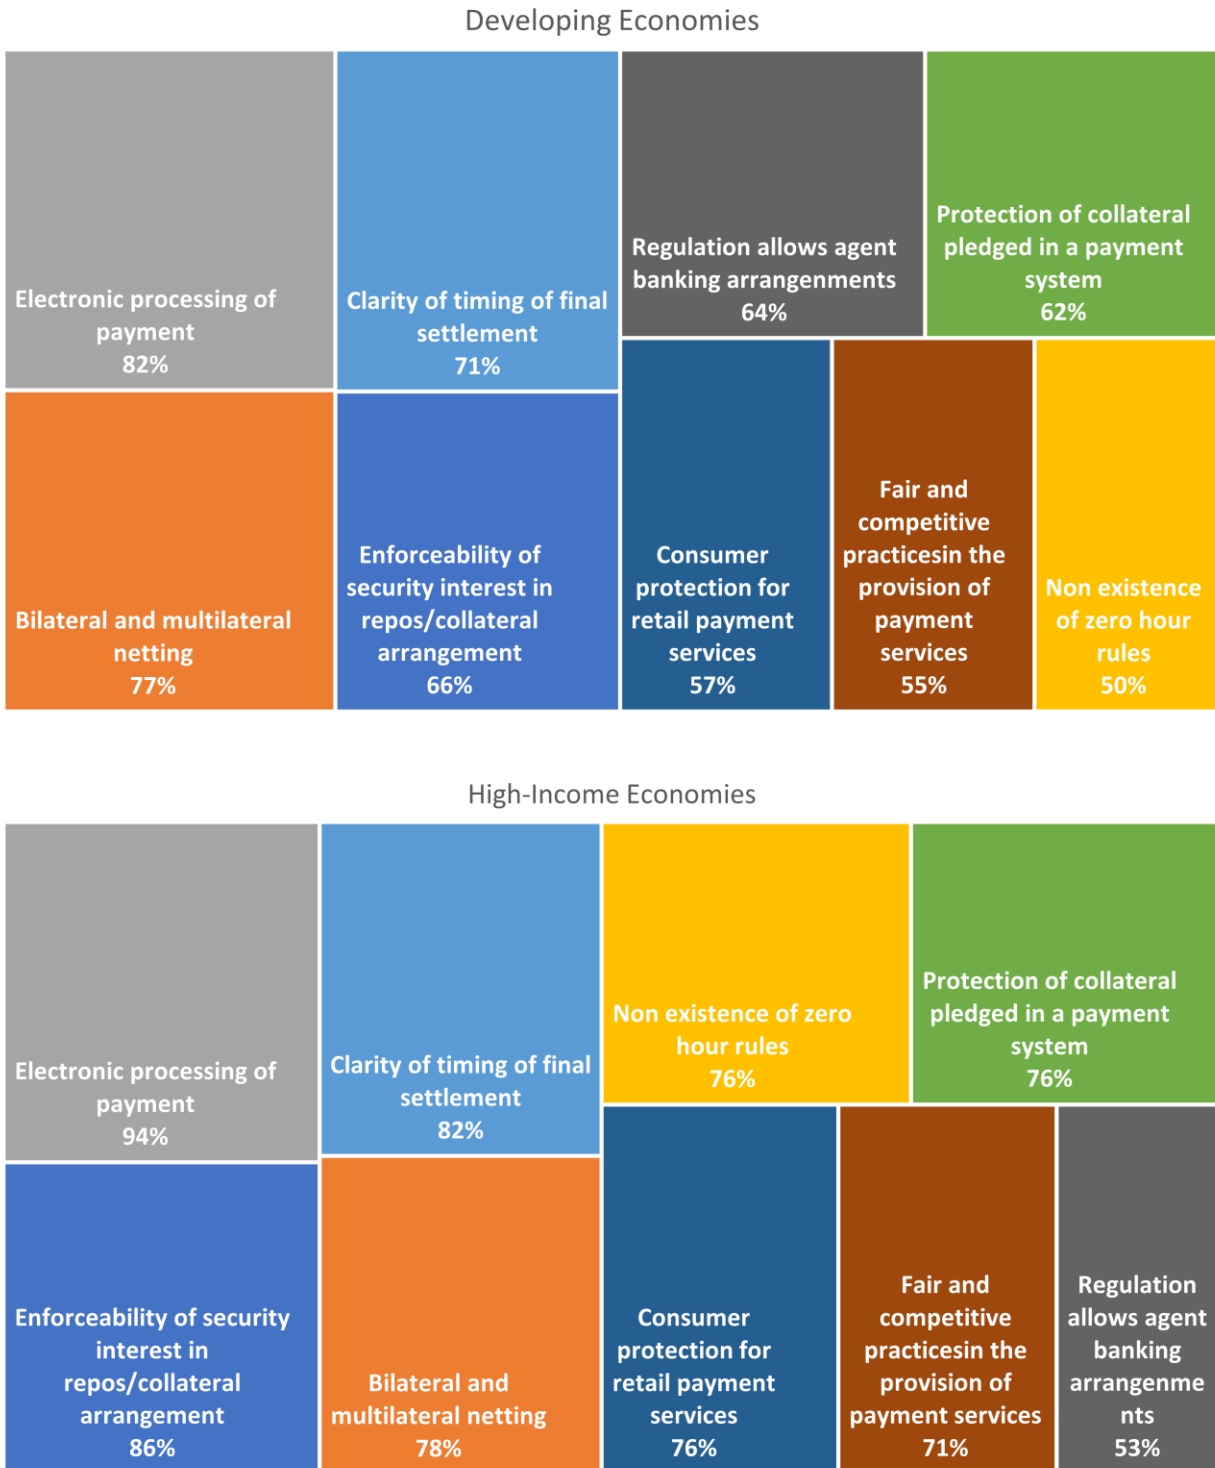 Developing Economies
Electronic processing of
payment
82%
Clarity of timing of final
settlement
71%
Regulation allows agent
banking arrangenments
64%
Protection of collateral
pledged in a payment
system
62%
Bilateral and multilateral
netting
77%
Enforceability of
security interest in
repos/collateral
arrangement
66%
Consumer
protection for
retail payment
services
57%
Fair and
competitive
practicesin the
provision of
payment
services
55%
Non existence
of zero hour
rules
50%
High-Income Economies
Electronic processing of
payment
94%
Clarity of timing of final
settlement
82%
Non existence of zero
hour rules
76%
Protection of collateral
pledged in a payment
system
76%
Enforceability of security
interest in
repos/collateral
arrangement
86%
Bilateral and
multilateral netting
78%
Consumer
protection for
retail payment
services
76%
Fair and
competitive
practicesin the
provision of
payment services
71%
Regulation
allows agent
banking
arrangenme
nts
53%